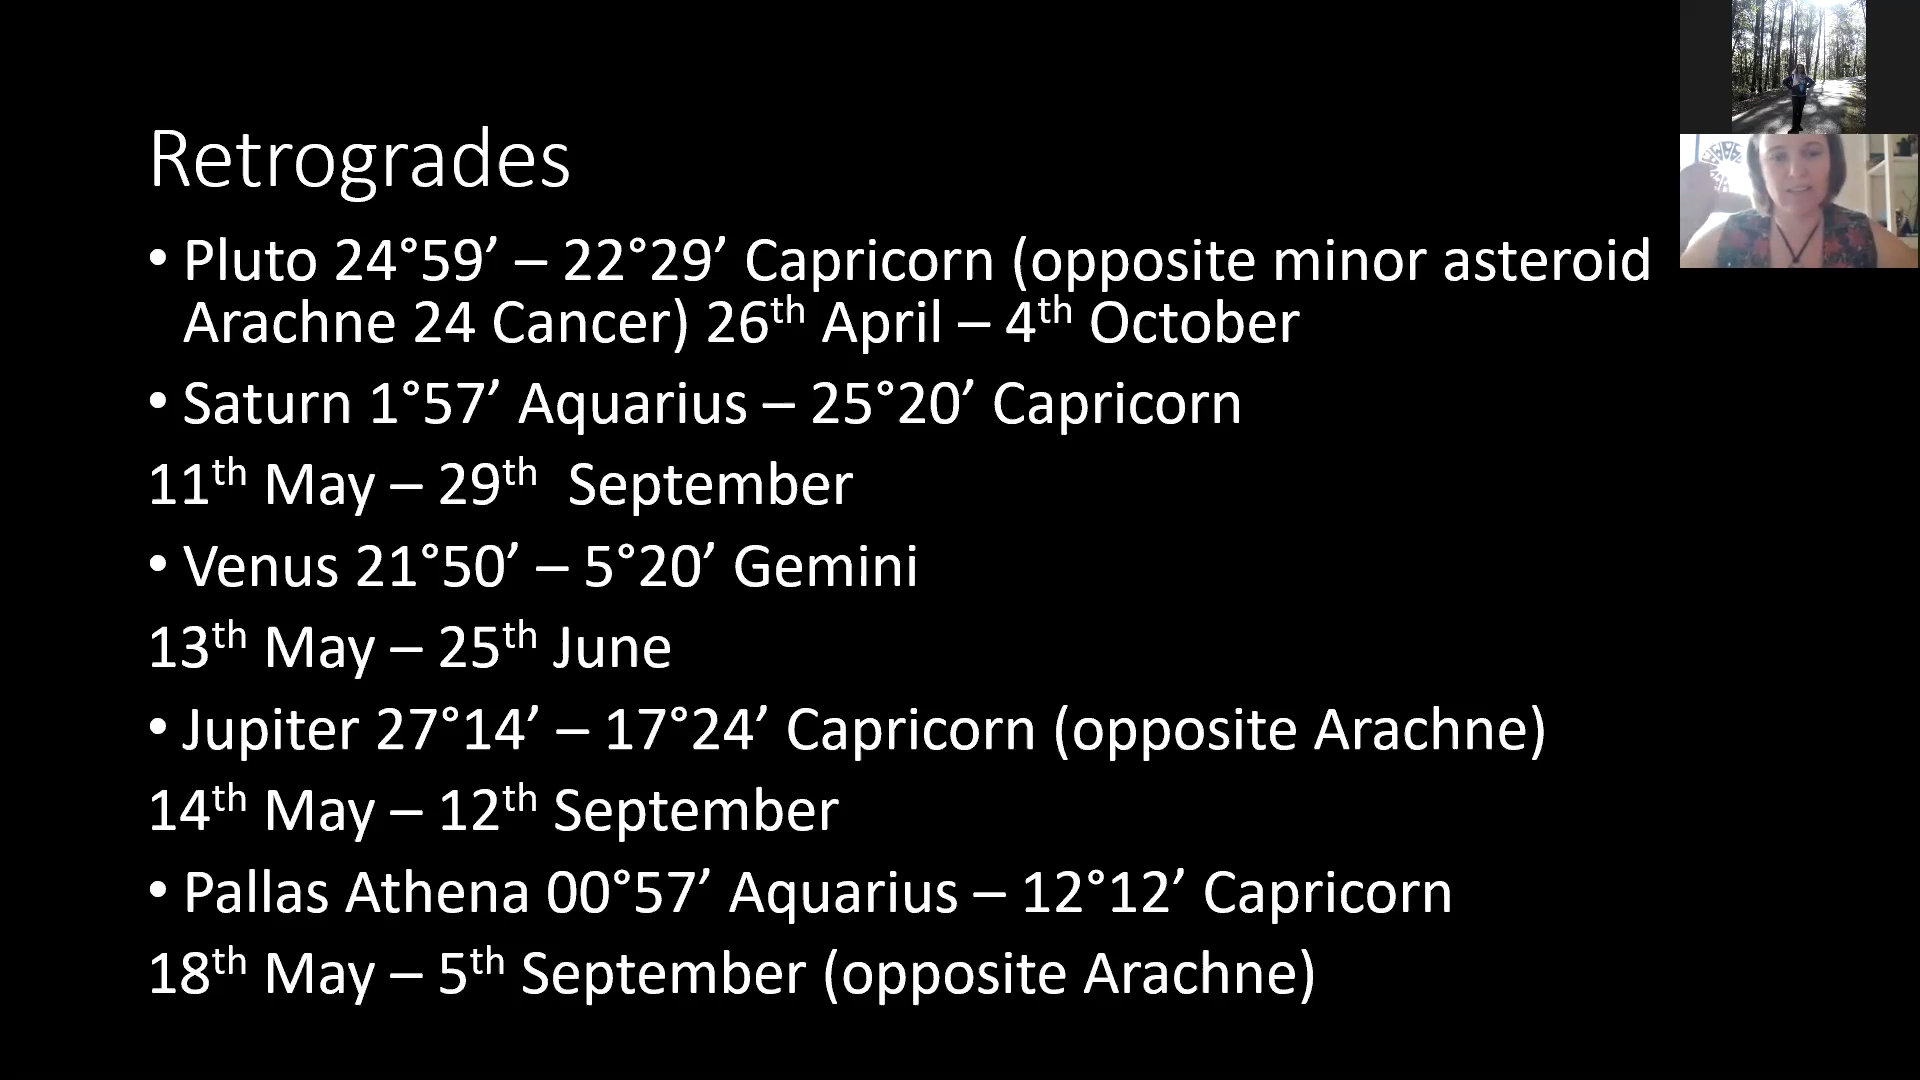 Retrogrades
• Pluto 24°59’ – 22°29’ Capricorn (opposite minor asteroid
Arachne 24 Cancer) 26th April – 4th October
• Saturn 1°57’ Aquarius – 25°20’ Capricorn
11th May – 29th  September
• Venus 21°50’ – 5°20’ Gemini
13th May – 25th June
• Jupiter 27°14’ – 17°24’ Capricorn (opposite Arachne)
14th May – 12th September
• Pallas Athena 00°57’ Aquarius – 12°12’ Capricorn
18th May – 5th September (opposite Arachne)